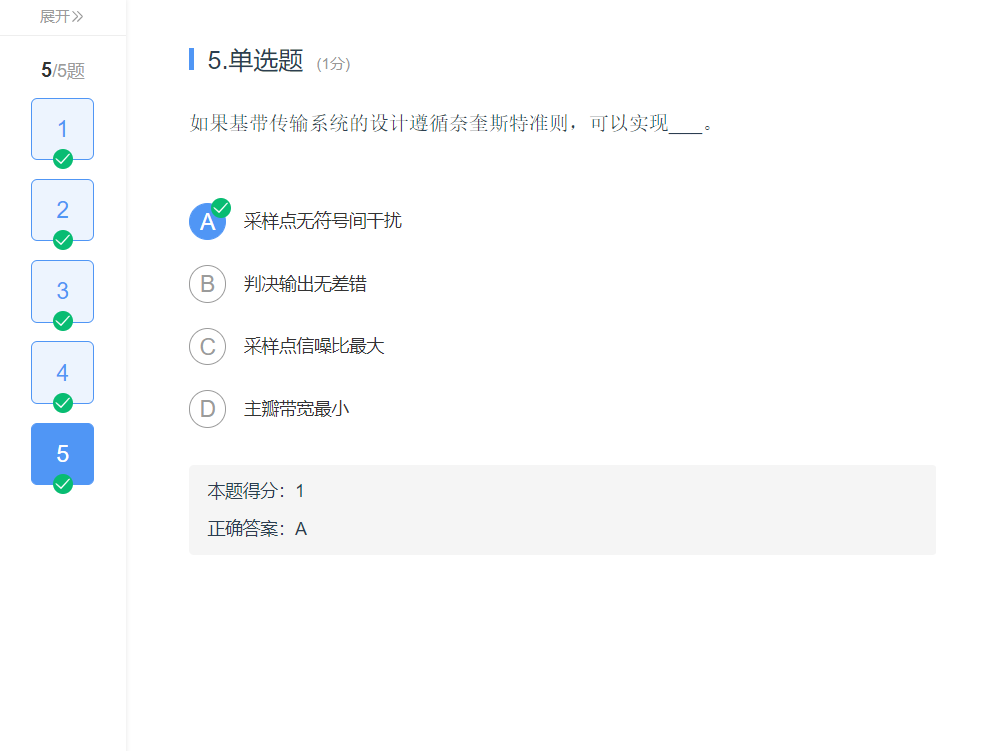 展开
5/5题
1
2
3
4
5
5.单选题 (1分)
如果基带传输系统的设计遵循奈奎斯特准则，可以实现___。
A 采样点无符号间干扰
B 判决输出无差错
C 采样点信噪比最大
D 主瓣带宽最小
本题得分：1
正确答案：A